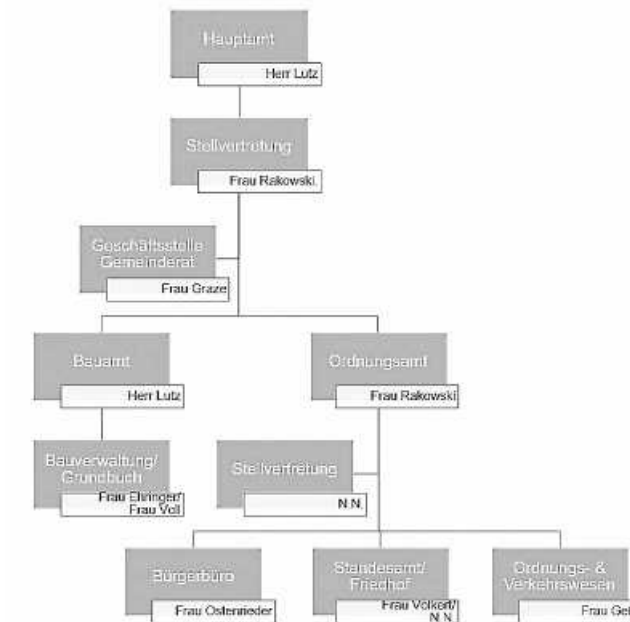 Hauptamt
Herr Lutz
Stellvertretung
Frau Rakowski
Geschäftsstelle
Gemeinderat
Frau Graze
Bauamt
Herr Lutz
Ordnungsamt
Frau Rakowski
Bauverwaltung/
Grundbuch
Frau Ehringer/
Frau Voll
Stellvertretung
N.N.
Bürgerbüro
Frau Ostenrieder
Standesamt/
Friedhof
Frau Volkert/
N.N.
Ordnungs- &
Verkehrswesen
Frau